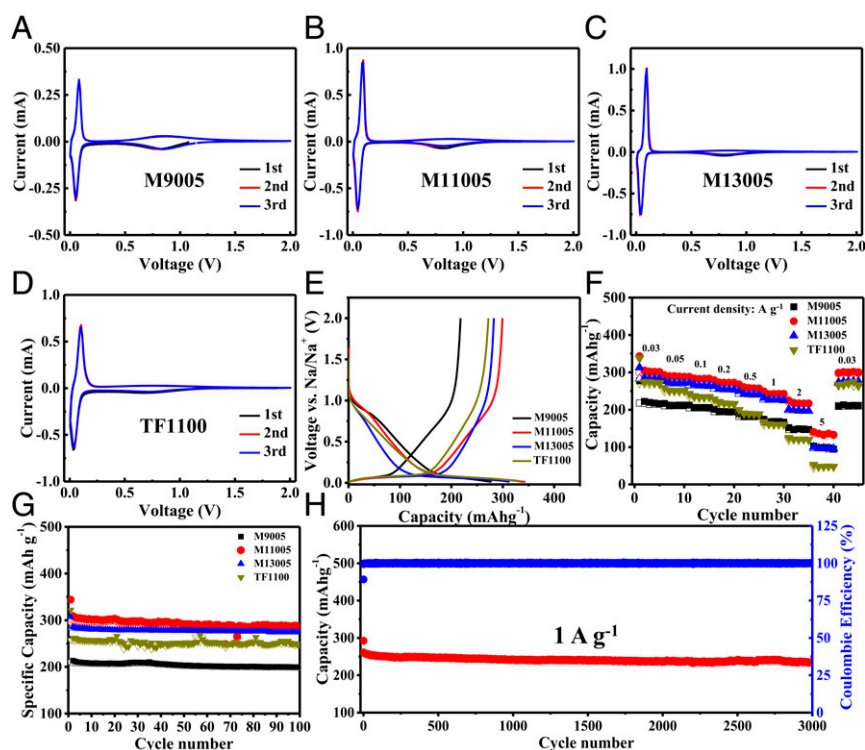 A
0.50
0.25
0.00
-0.25
-0.50
Current (mA)
1st
2nd
3rd
M9005
0.0 0.5 1.0 1.5 2.0
Voltage (V)
B
1.0
0.5
0.0
-0.5
-1.0
Current (mA)
1st
2nd
3rd
M11005
0.0 0.5 1.0 1.5 2.0
Voltage (V)
C
1.0
0.5
0.0
-0.5
-1.0
Current (mA)
1st
2nd
3rd
M13005
0.0 0.5 1.0 1.5 2.0
Voltage (V)
D
1.0
0.5
0.0
-0.5
-1.0
Current (mA)
1st
2nd
3rd
TF1100
0.0 0.5 1.0 1.5 2.0
Voltage (V)
E
2.0
1.5
1.0
0.5
0.0
Voltage vs. Na/Na⁺ (V)
M9005
M11005
M13005
TF1100
0 100 200 300 400
Capacity (mAhg⁻¹)
F
500
400
300
200
100
0
Capacity (mAhg⁻¹)
Current density: A g⁻¹
M9005
M11005
M13005
TF1100
0.03 0.05 0.1 0.2 0.5 1 2 5 0.03
0 10 20 30 40
Cycle number
G
500
400
300
200
100
Specific Capacity (mAh g⁻¹)
M9005
M11005
M13005
TF1100
0 10 20 30 40 50 60 70 80 90 100
Cycle number
H
600
500
400
300
200
100
Capacity (mAhg⁻¹)
1 A g⁻¹
125
100
75
50
25
0
Coulombic Efficiency (%)
0 500 1000 1500 2000 2500 3000
Cycle number